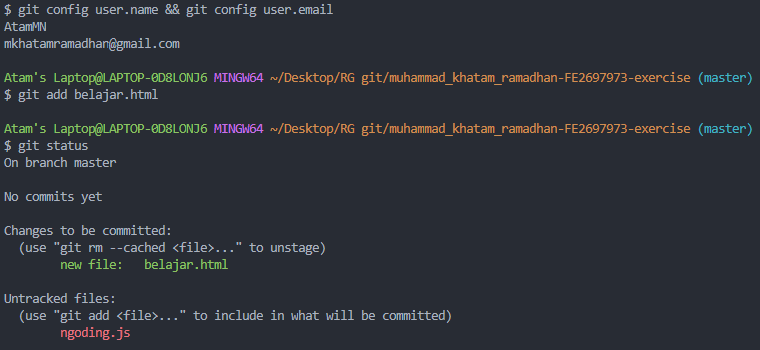 $ git config user.name && git config user.email
AtamMN
mkhatamramadhan@gmail.com
Atam's Laptop@LAPTOP-0D8LONJ6 MINGW64 ~/Desktop/RG git/muhammad_khatam_ramadhan-FE2697973-exercise (master)
$ git add belajar.html
Atam's Laptop@LAPTOP-0D8LONJ6 MINGW64 ~/Desktop/RG git/muhammad_khatam_ramadhan-FE2697973-exercise (master)
$ git status
On branch master
No commits yet
Changes to be committed:
  (use "git rm --cached <file>..." to unstage)
        new file:   belajar.html
Untracked files:
  (use "git add <file>..." to include in what will be committed)
        ngoding.js